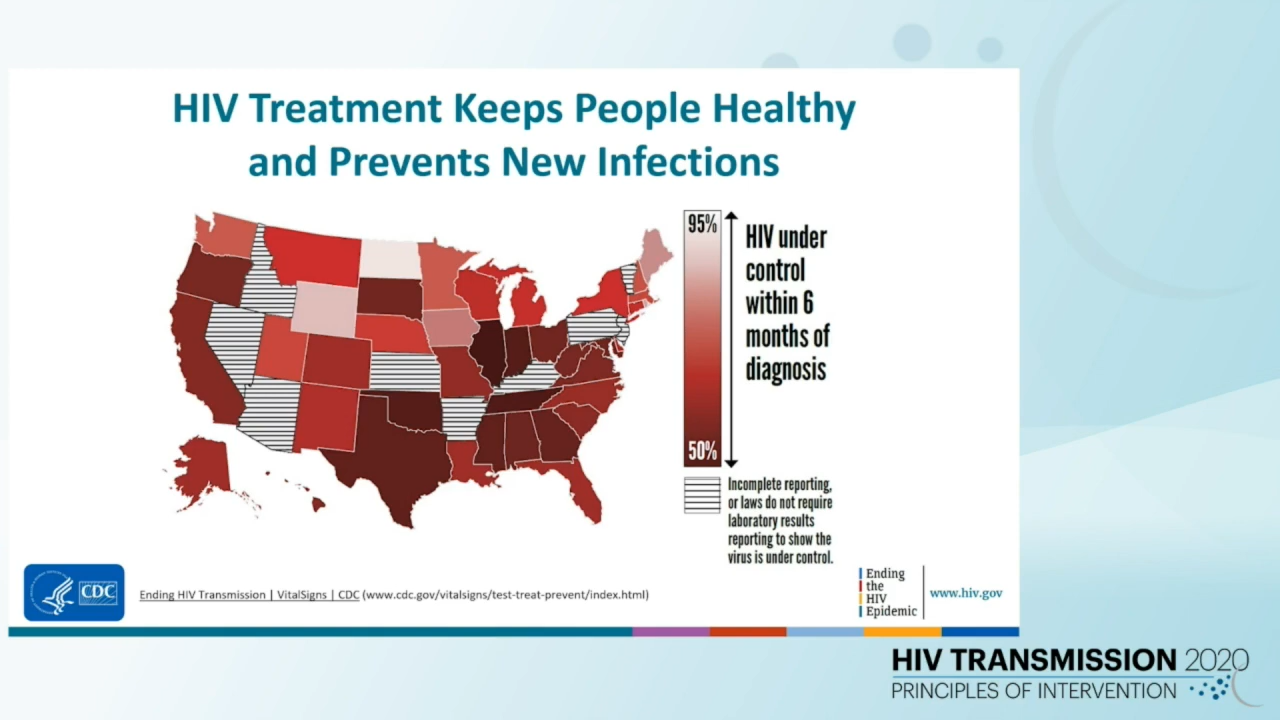 HIV Treatment Keeps People Healthy
and Prevents New Infections
95%
50%
HIV under
control
within 6
months of
diagnosis
Incomplete reporting,
or laws do not require
laboratory results
reporting to show the
virus is under control.
CDC
Ending HIV Transmission | VitalSigns | CDC (www.cdc.gov/vitalsigns/test-treat-prevent/index.html)
Ending
the
HIV
Epidemic
www.hiv.gov
HIV TRANSMISSION 2020
PRINCIPLES OF INTERVENTION